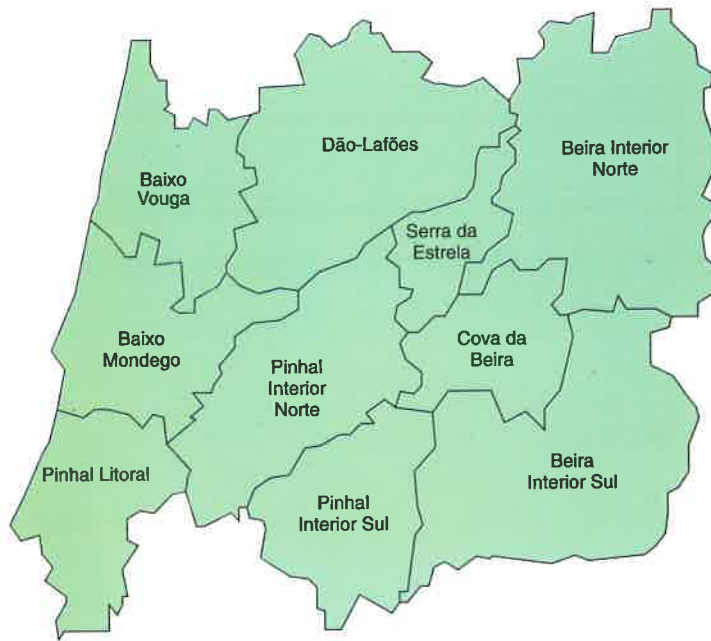 Dão-Lafões
Beira Interior
Norte
Baixo
Vouga
Serra da
Estrela
Baixo
Mondego
Cova da
Beira
Pinhal
Interior
Norte
Pinhal Litoral
Beira
Interior Sul
Pinhal
Interior Sul